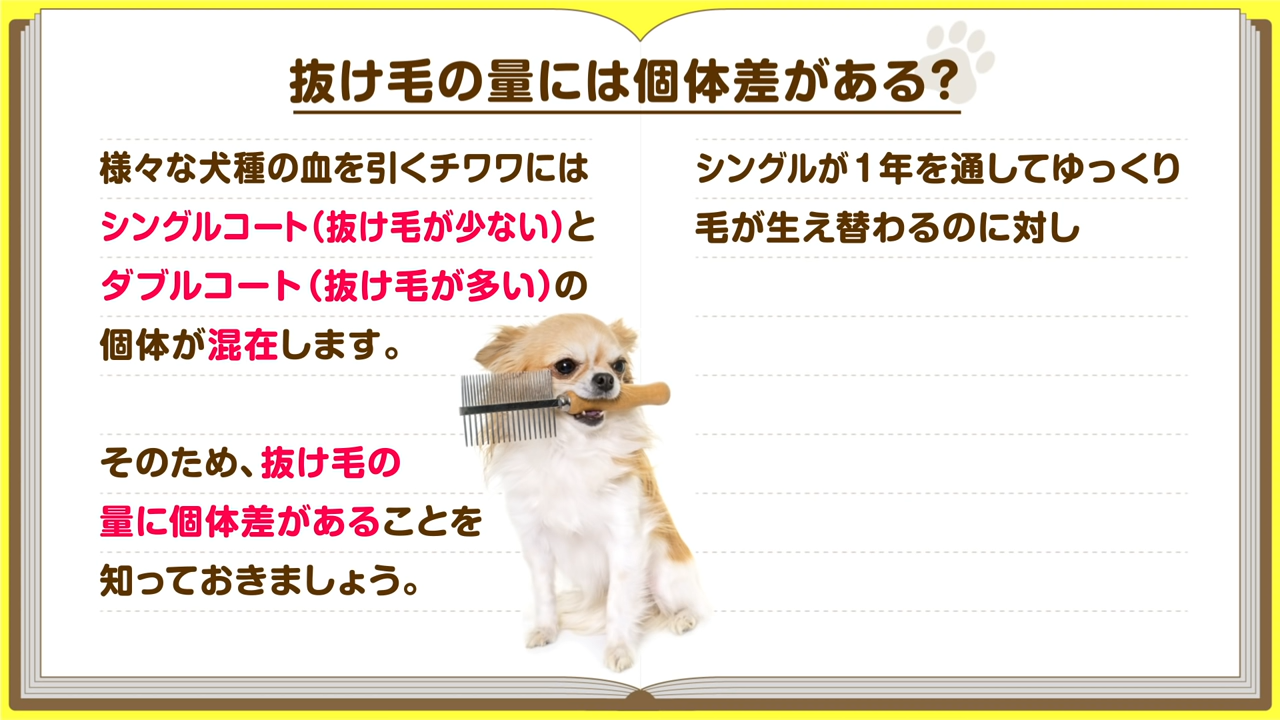 抜け毛の量には個体差がある？
様々な犬種の血を引くチワワには
シングルコート（抜け毛が少ない）と
ダブルコート（抜け毛が多い）の
個体が混在します。
そのため、抜け毛の
量に個体差があることを
知っておきましょう。
シングルが１年を通してゆっくり
毛が生え替わるのに対し